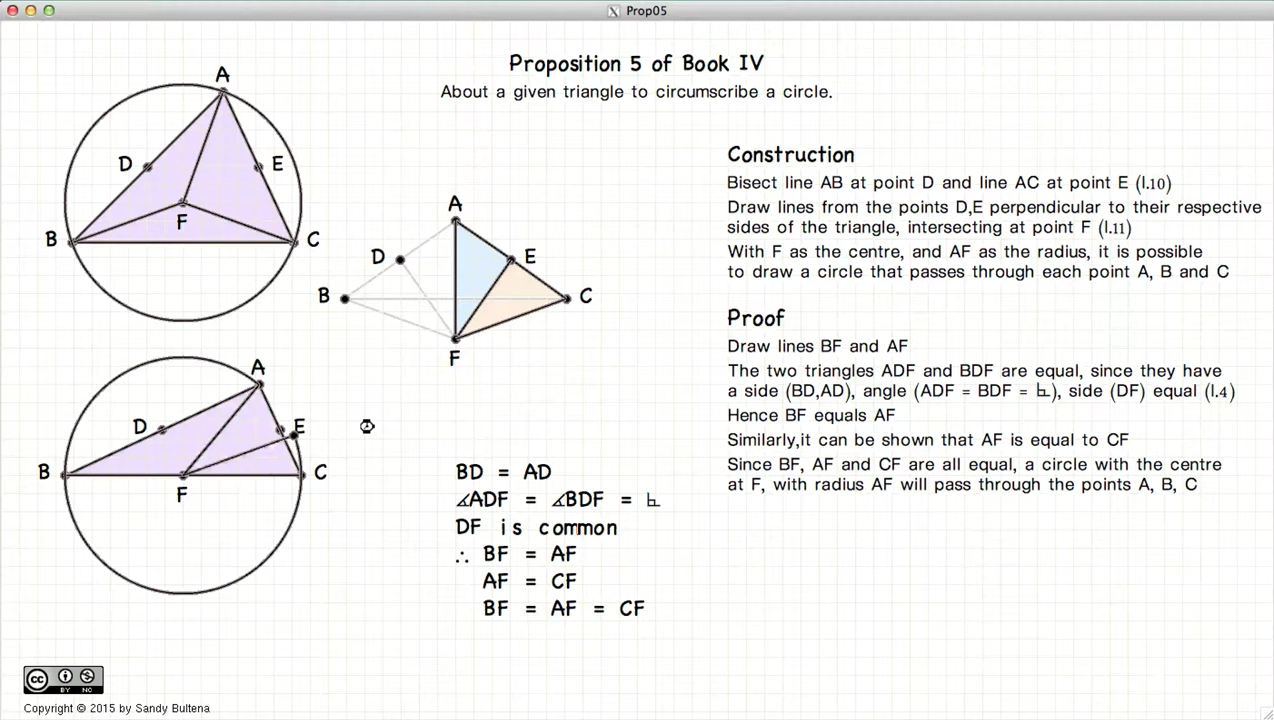 Prop05
Proposition 5 of Book IV
About a given triangle to circumscribe a circle.
A
D
E
F
B
C
A
D
E
B
C
F
A
D
E
B
C
F
BD = AD
∡ADF = ∡BDF = ⊾
DF is common
∴ BF = AF
AF = CF
BF = AF = CF
Construction
Bisect line AB at point D and line AC at point E (I.10)
Draw lines from the points D,E perpendicular to their respective
sides of the triangle, intersecting at point F (I.11)
With F as the centre, and AF as the radius, it is possible
to draw a circle that passes through each point A, B and C
Proof
Draw lines BF and AF
The two triangles ADF and BDF are equal, since they have
a side (BD,AD), angle (ADF = BDF = ⊾), side (DF) equal (I.4)
Hence BF equals AF
Similarly,it can be shown that AF is equal to CF
Since BF, AF and CF are all equal, a circle with the centre
at F, with radius AF will pass through the points A, B, C
cc
BY NC
Copyright © 2015 by Sandy Bultena